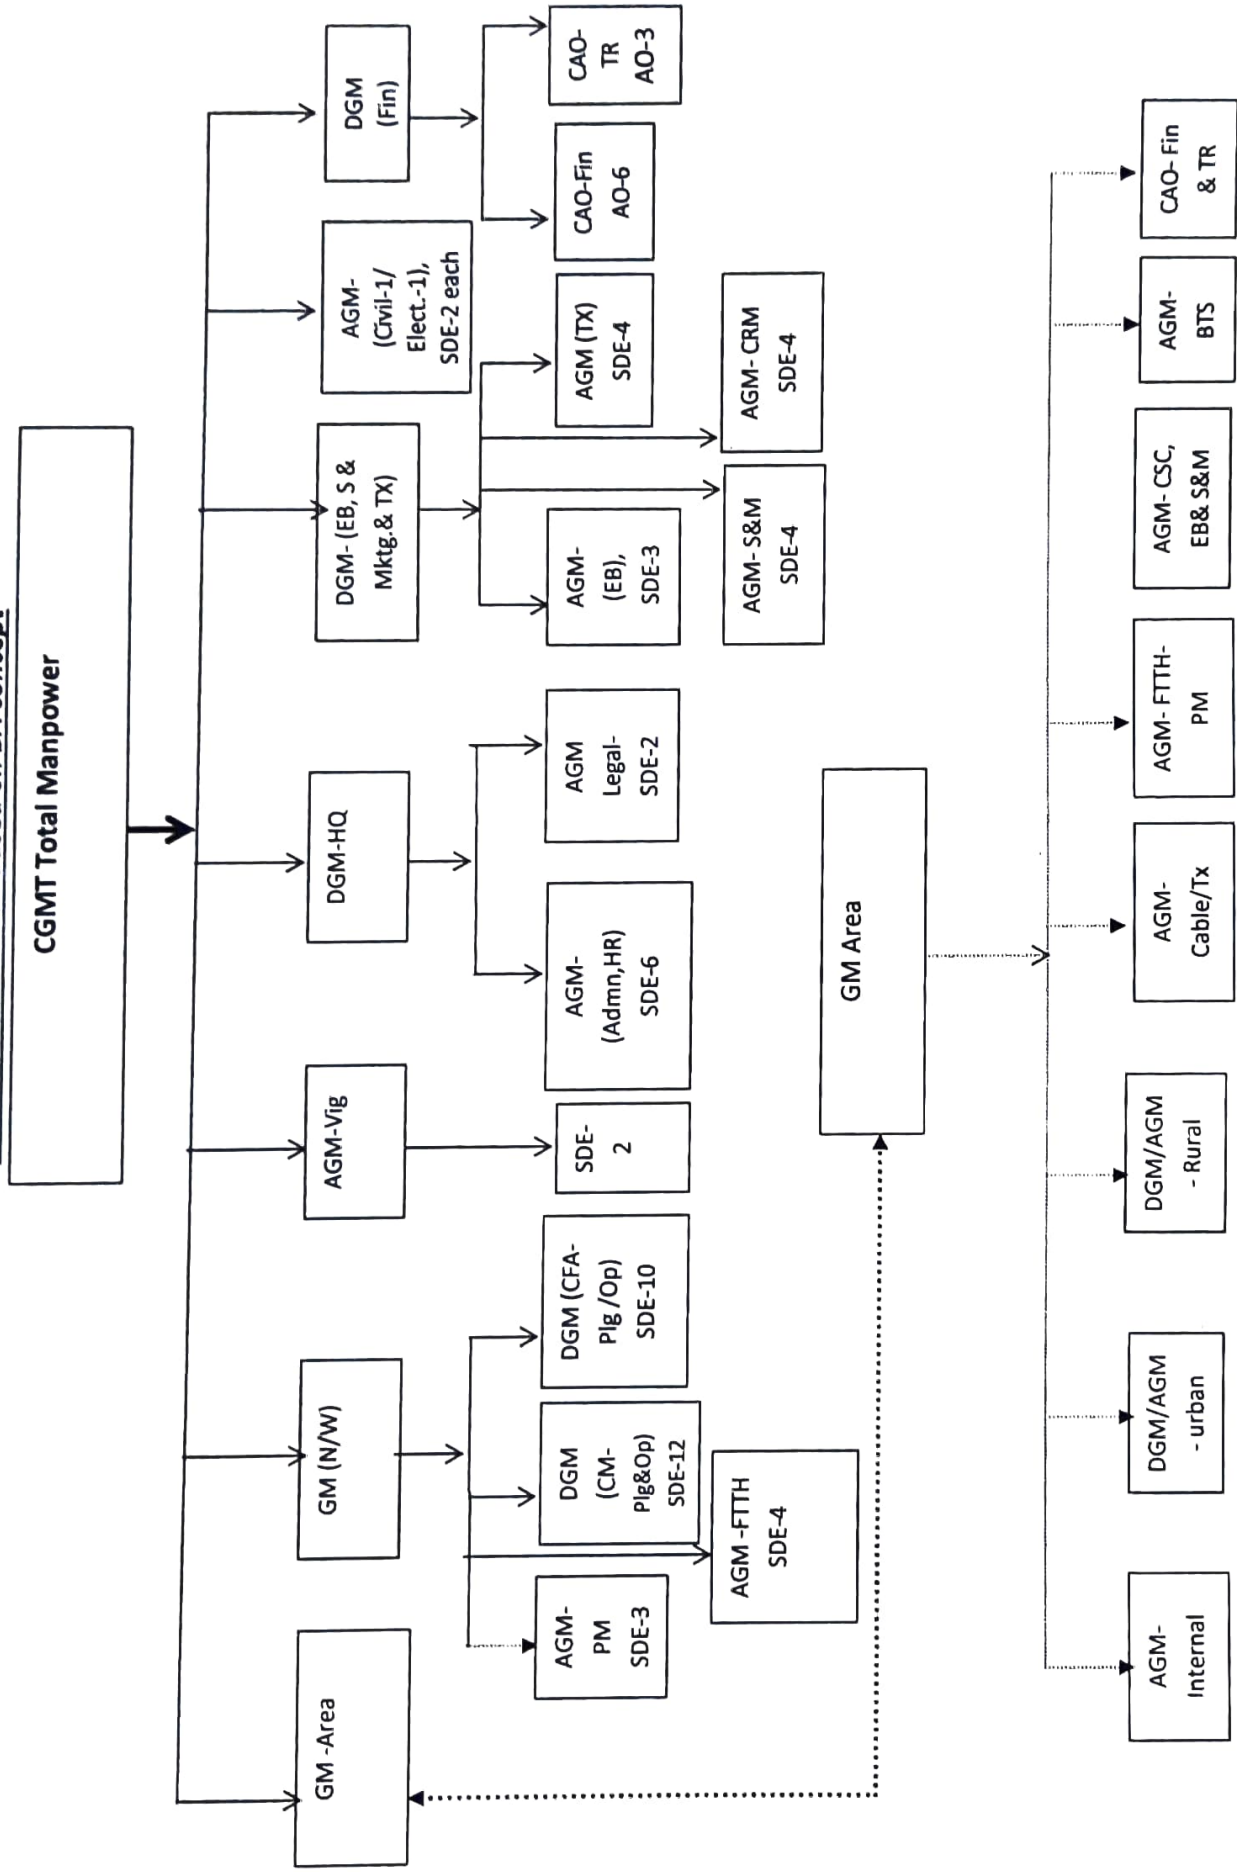 CGMT Total Manpower
GM -Area
GM (N/W)
AGM-Vig
DGM-HQ
DGM- (EB, S &
Mktg.& TX)
AGM-
(Civil-1/
Elect.-1),
SDE-2 each
DGM
(Fin)
AGM-
PM
SDE-3
DGM
(CM-
Plg&Op)
SDE-12
DGM (CFA-
Plg /Op)
SDE-10
SDE-
2
AGM-
(Admn,HR)
SDE-6
AGM
Legal-
SDE-2
AGM-
(EB),
SDE-3
AGM (TX)
SDE-4
CAO-Fin
AO-6
CAO-
TR
AO-3
AGM -FTTH
SDE-4
AGM- S&M
SDE-4
AGM- CRM
SDE-4
GM Area
AGM-
Internal
DGM/AGM
- urban
DGM/AGM
- Rural
AGM-
Cable/Tx
AGM- FTTH-
PM
AGM- CSC,
EB& S&M
AGM-
BTS
CAO- Fin
& TR